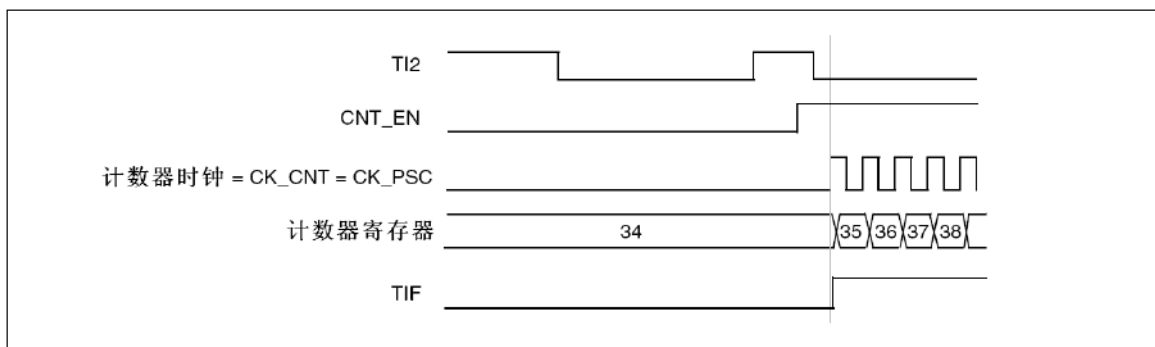 TI2
CNT_EN
计数器时钟 = CK_CNT = CK_PSC
计数器寄存器 34 35 36 37 38
TIF